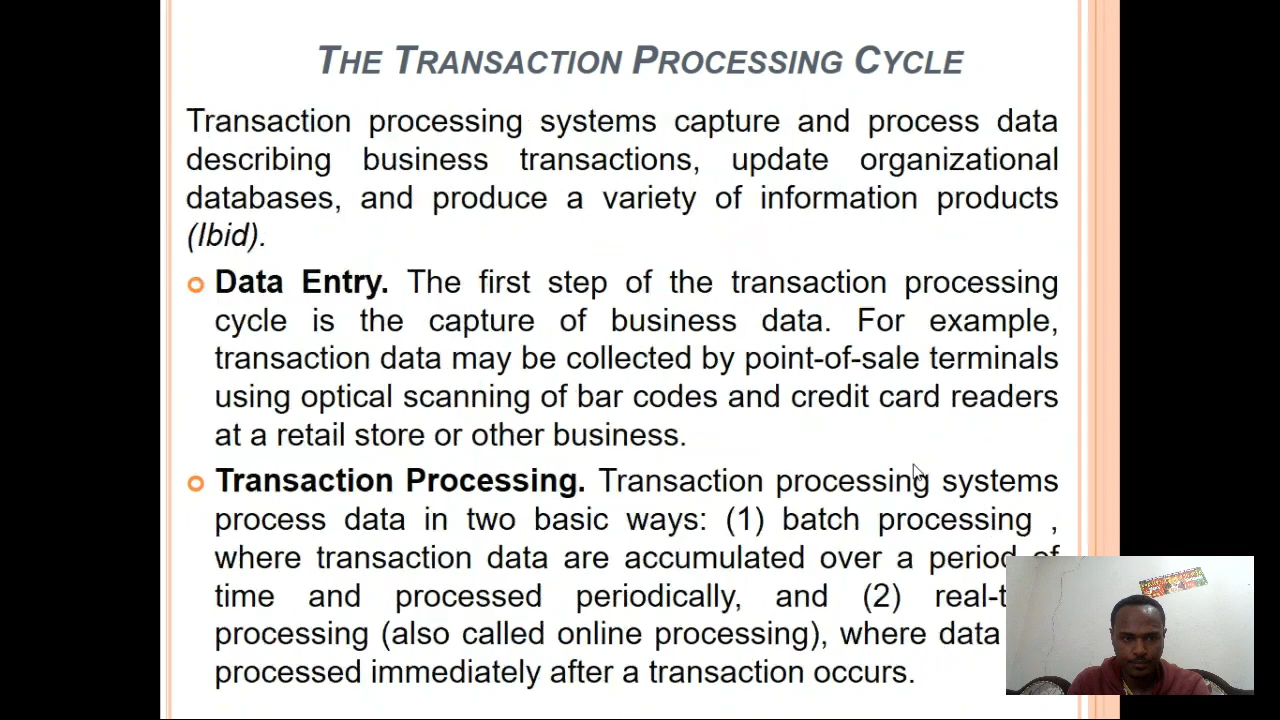 THE TRANSACTION PROCESSING CYCLE
Transaction processing systems capture and process data
describing business transactions, update organizational
databases, and produce a variety of information products
(Ibid).
Data Entry. The first step of the transaction processing
cycle is the capture of business data. For example,
transaction data may be collected by point-of-sale terminals
using optical scanning of bar codes and credit card readers
at a retail store or other business.
Transaction Processing. Transaction processing systems
process data in two basic ways: (1) batch processing ,
where transaction data are accumulated over a period of
time and processed periodically, and (2)
processing (also called online processing), where data
processed immediately after a transaction occurs.